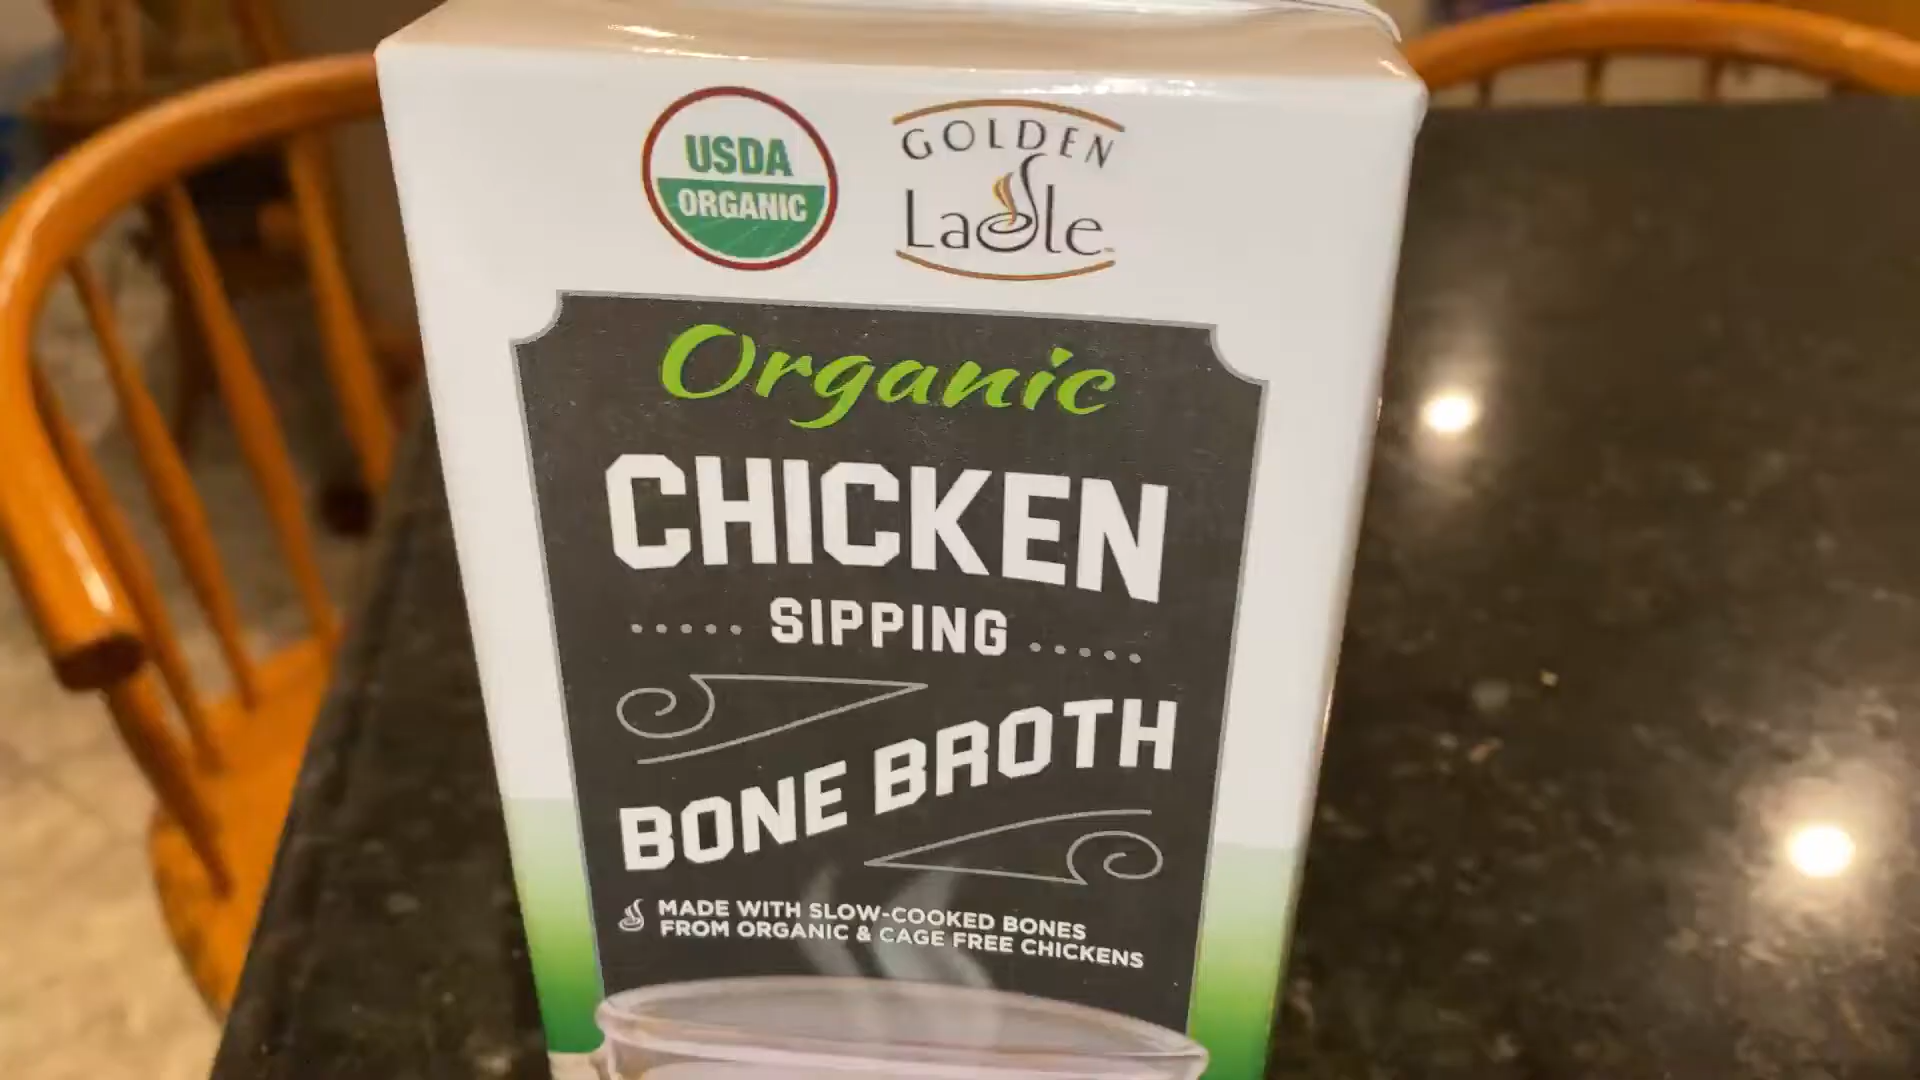 USDA
ORGANIC
GOLDEN
Ladle
Organic
CHICKEN
SIPPING
BONE BROTH
MADE WITH SLOW-COOKED BONES
FROM ORGANIC & CAGE FREE CHICKENS